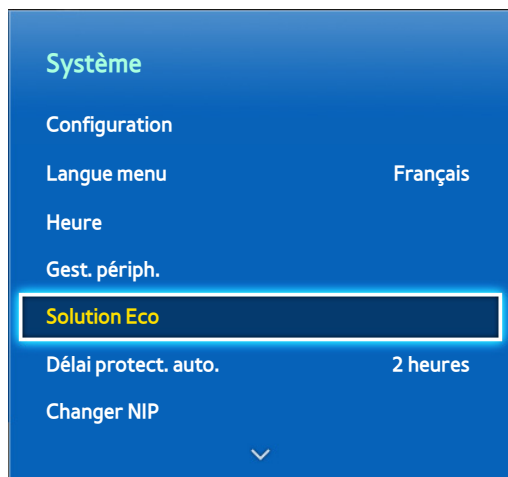 Système
Configuration
Langue menu Français
Heure
Gest. périph.
Solution Eco
Délai protect. auto. 2 heures
Changer NIP